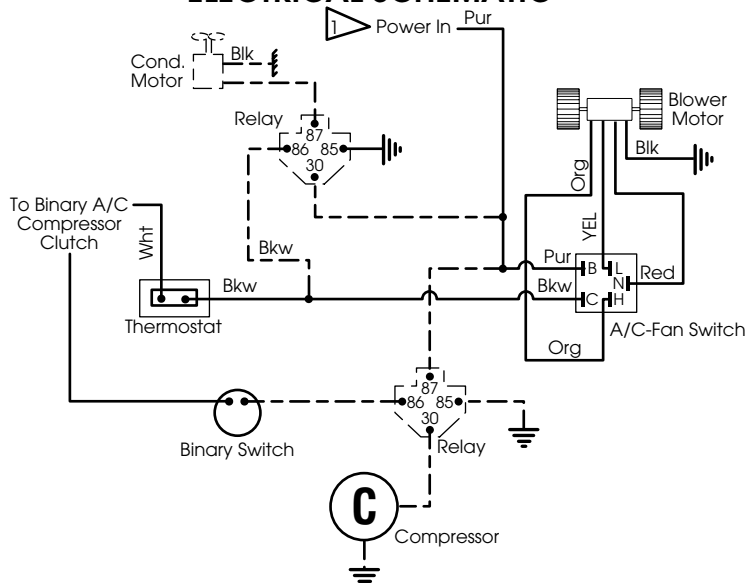 ELECTRICAL SCHEMATIC
1
Power In
Pur
Cond.
Motor
Blk
Relay
87
86
85
30
Blower
Motor
Blk
Org
YEL
To Binary A/C
Compressor
Clutch
Wht
Bkw
Bkw
Thermostat
Pur
B
L
N
Red
Bkw
C
H
A/C-Fan Switch
Org
87
86
85
30
Relay
Binary Switch
C
Compressor